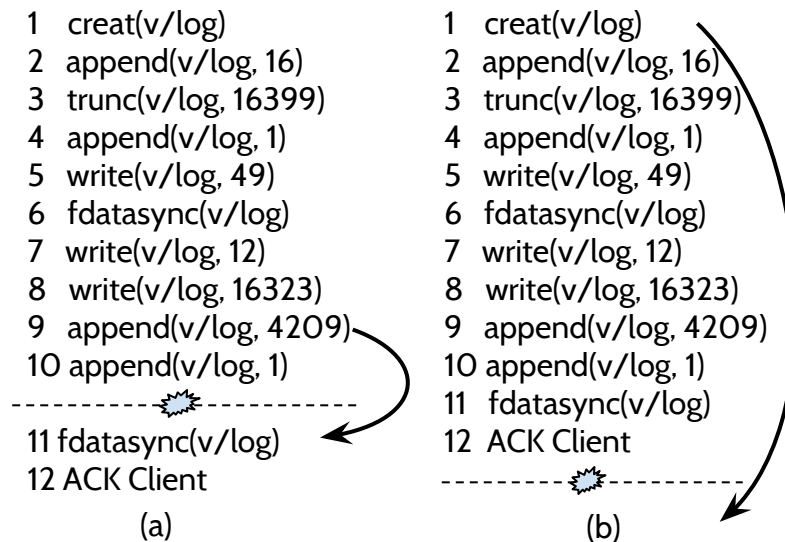 1 creat(v/log)
2 append(v/log, 16)
3 trunc(v/log, 16399)
4 append(v/log, 1)
5 write(v/log, 49)
6 fdatasync(v/log)
7 write(v/log, 12)
8 write(v/log, 16323)
9 append(v/log, 4209)
10 append(v/log, 1)
11 fdatasync(v/log)
12 ACK Client
(a)
1 creat(v/log)
2 append(v/log, 16)
3 trunc(v/log, 16399)
4 append(v/log, 1)
5 write(v/log, 49)
6 fdatasync(v/log)
7 write(v/log, 12)
8 write(v/log, 16323)
9 append(v/log, 4209)
10 append(v/log, 1)
11 fdatasync(v/log)
12 ACK Client
(b)